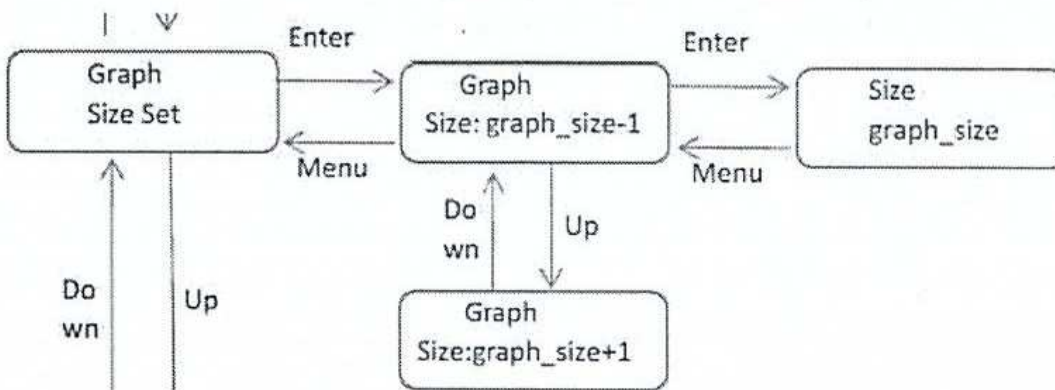 Enter
Enter
Graph
Size Set
Graph
Size: graph_size-1
Size
graph_size
Menu
Menu
Do
wn
Up
Do
wn
Up
Graph
Size:graph_size+1